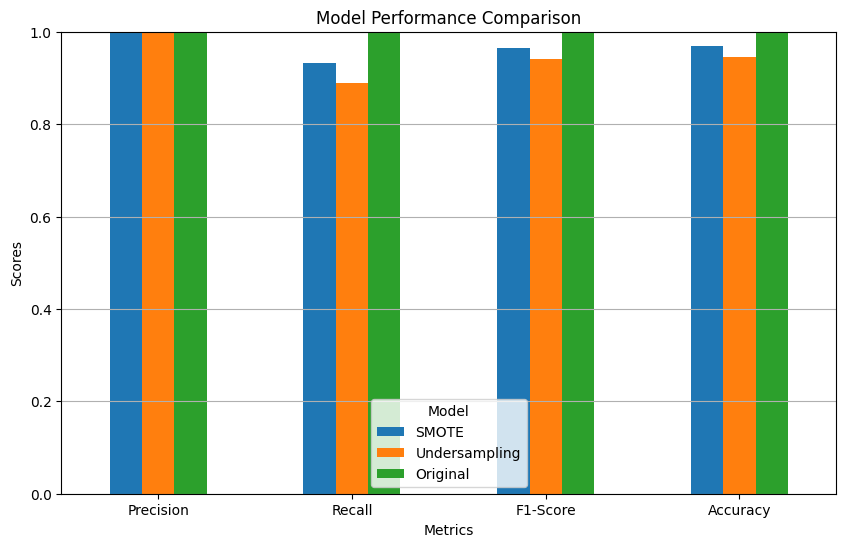 Model Performance Comparison
1.0
0.8
0.6
0.4
0.2
0.0
Scores
Model
SMOTE
Undersampling
Original
Precision
Recall
F1-Score
Accuracy
Metrics